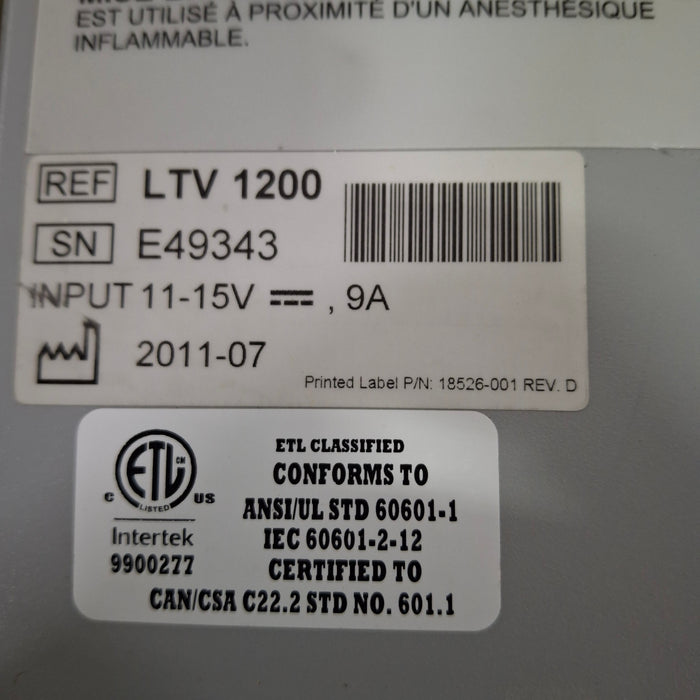 EST UTILISÉ À PROXIMITÉ D'UN ANESTHÉSIQUE
INFLAMMABLE.
REF LTV 1200
SN E49343
INPUT 11-15V ⎓ , 9A
2011-07
Printed Label P/N: 18526-001 REV. D
ETL CLASSIFIED
CONFORMS TO
ANSI/UL STD 60601-1
IEC 60601-2-12
CERTIFIED TO
CAN/CSA C22.2 STD NO. 601.1
ETL CM
C LISTED US
Intertek
9900277